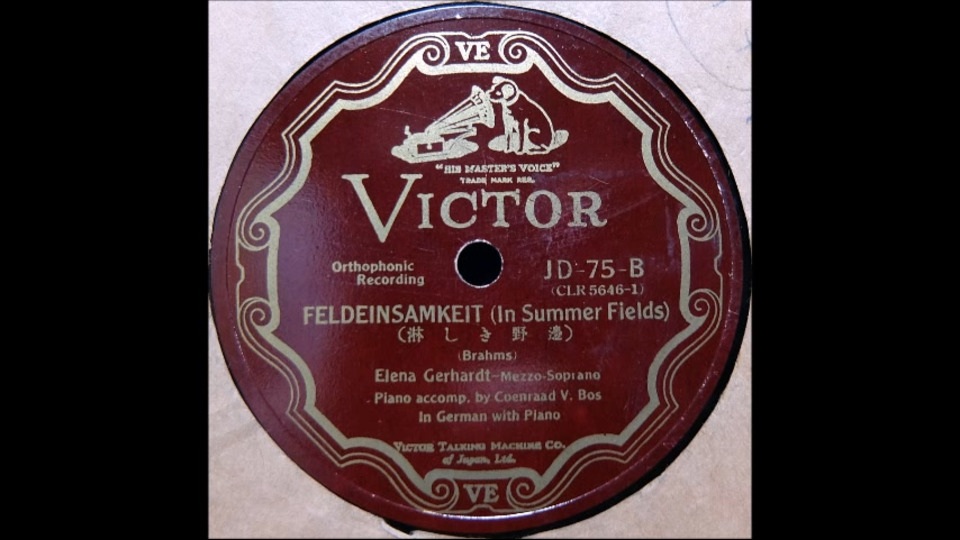 VE
"HIS MASTER'S VOICE"
TRADE MARK REG.
VICTOR
Orthophonic
Recording
JD-75-B
(CLR 5646-1)
FELDEINSAMKEIT (In Summer Fields)
(淋しき野邊)
(Brahms)
Elena Gerhardt-Mezzo-Soprano
Piano accomp. by Coenraad V. Bos
In German with Piano
VICTOR TALKING MACHINE CO.
of Japan, Ltd.
VE